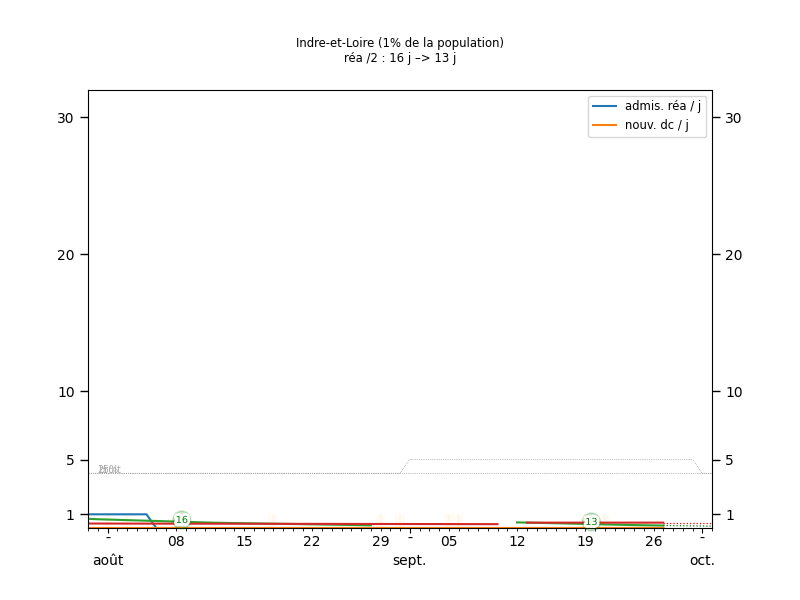 Indre-et-Loire (1% de la population)
réa /2 : 16 j –> 13 j
admis. réa / j
nouv. dc / j
30 30
20 20
10 10
5 5
1 1
16 13
- 08 15 22 29 - 05 12 19 26 -
août sept. oct.